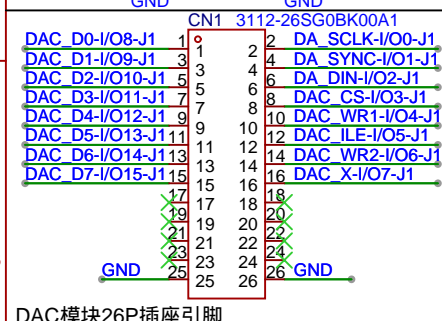 GND GND
CN1 3112-26SG0BK00A1
DAC_D0-I/O8-J1 1 1 2 2 DA_SCLK-I/O0-J1
DAC_D1-I/O9-J1 3 3 4 4 DA_SYNC-I/O1-J1
DAC_D2-I/O10-J1 5 5 6 6 DA_DIN-I/O2-J1
DAC_D3-I/O11-J1 7 7 8 8 DAC_CS-I/O3-J1
DAC_D4-I/O12-J1 9 9 10 10 DAC_WR1-I/O4-J1
DAC_D5-I/O13-J1 11 11 12 12 DAC_ILE-I/O5-J1
DAC_D6-I/O14-J1 13 13 14 14 DAC_WR2-I/O6-J1
DAC_D7-I/O15-J1 15 15 16 16 DAC_X-I/O7-J1
17 17 18 18
19 19 20 20
21 21 22 22
23 23 24 24
GND 25 25 26 26 GND
DAC模块26P插座引脚